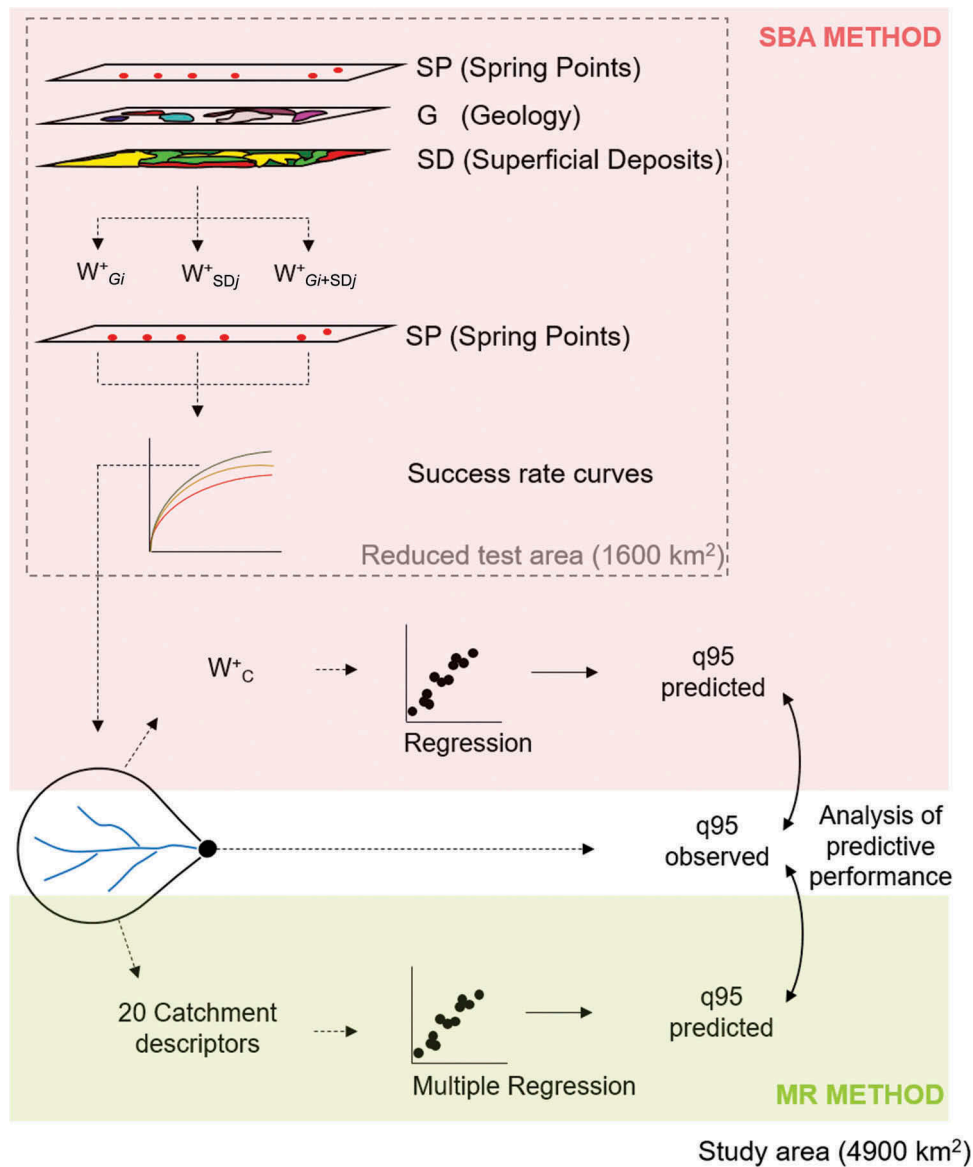 SBA METHOD
SP (Spring Points)
G (Geology)
SD (Superficial Deposits)
W⁺Gi W⁺SDj W⁺Gi+SDj
SP (Spring Points)
Success rate curves
Reduced test area (1600 km²)
W⁺C
Regression
q95
predicted
q95
observed
Analysis of
predictive
performance
20 Catchment
descriptors
Multiple Regression
q95
predicted
MR METHOD
Study area (4900 km²)